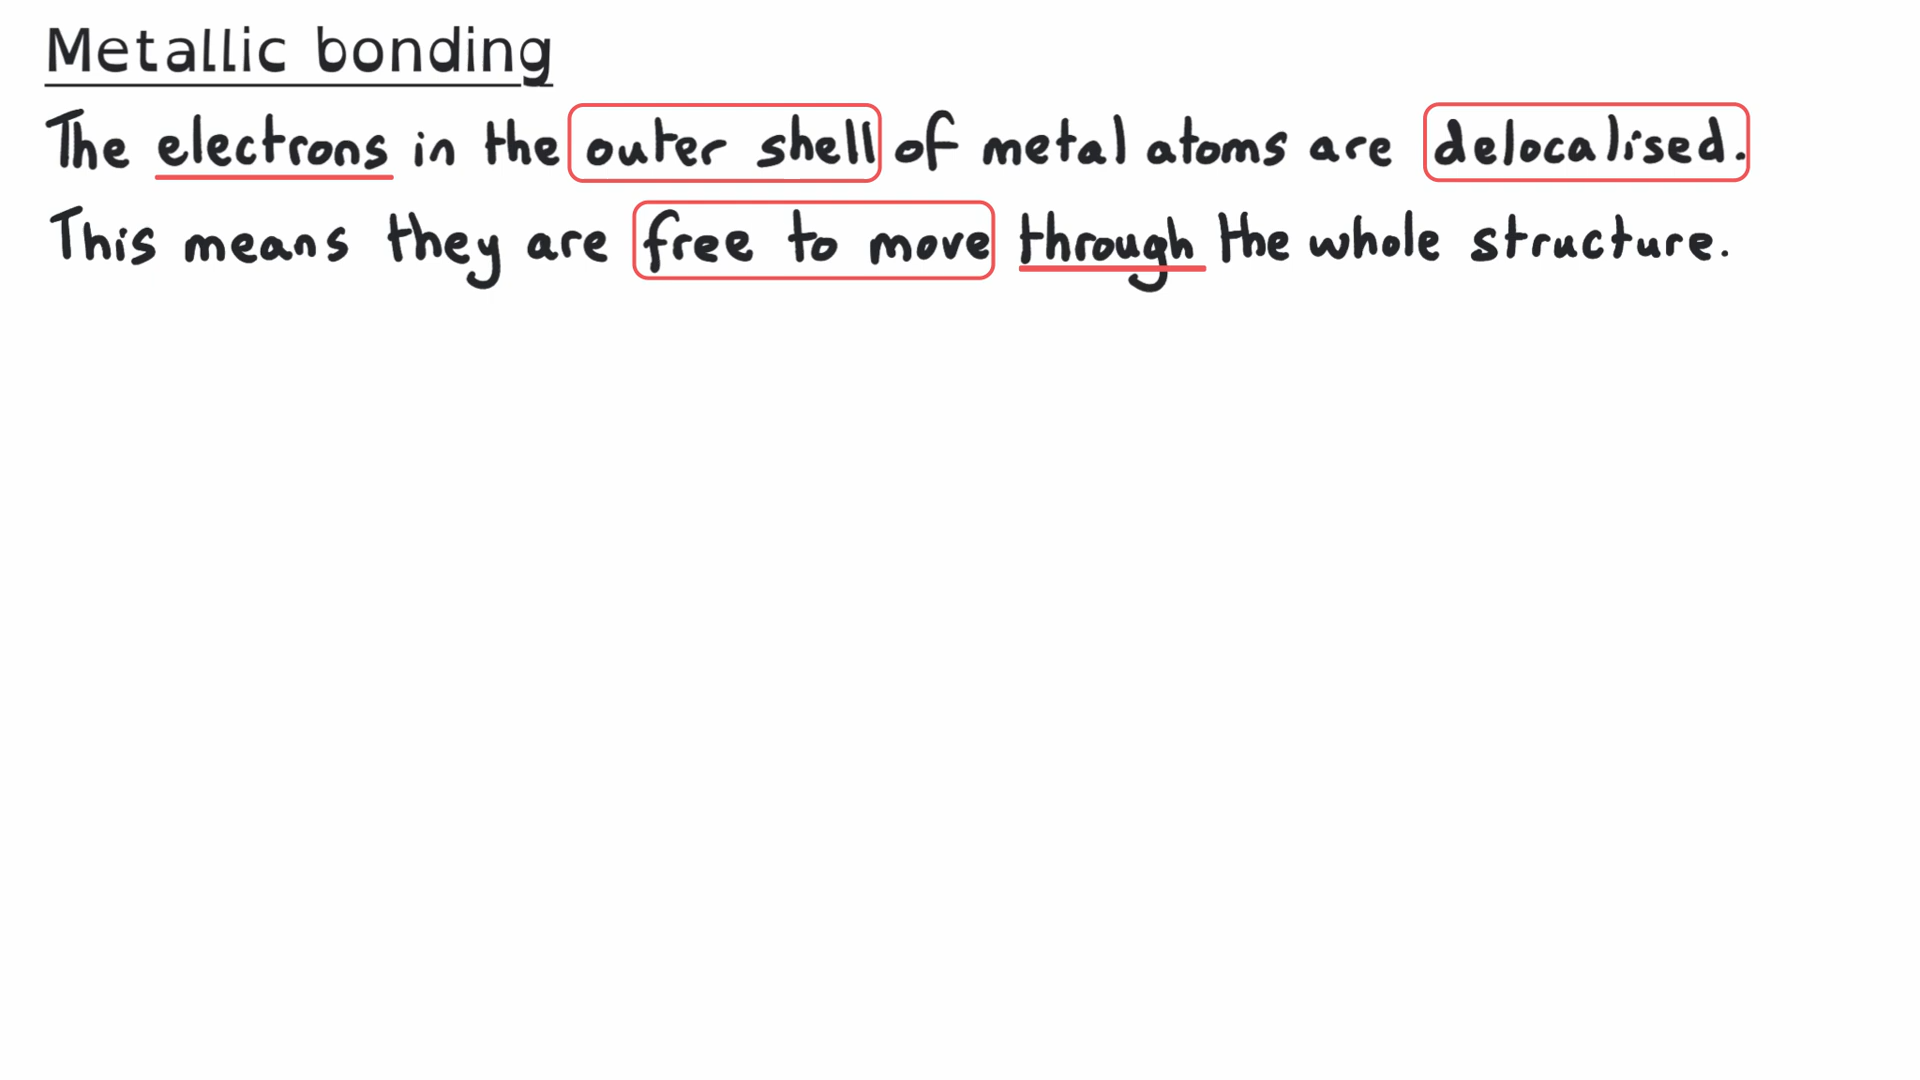 Metallic bonding
The electrons in the outer shell of metal atoms are delocalised.
This means they are free to move through the whole structure.